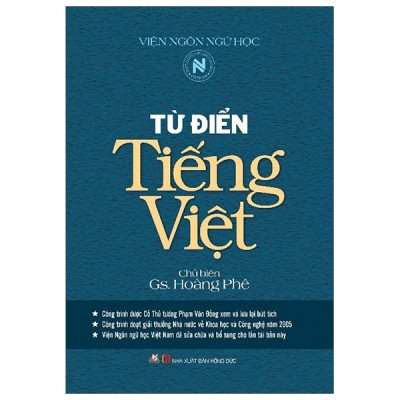 VIỆN NGÔN NGỮ HỌC
N
TỪ ĐIỂN
Tiếng
Việt
Chủ biên
Gs. Hoàng Phê
★ Công trình được Cố Thủ tướng Phạm Văn Đồng xem và lưu lại bút tích
★ Công trình đoạt giải thưởng Nhà nước về Khoa học và Công nghệ năm 2005
★ Viện Ngôn ngữ học Việt Nam đã sửa chữa và bổ sung cho lần tái bản này
NHÀ XUẤT BẢN HỒNG ĐỨC